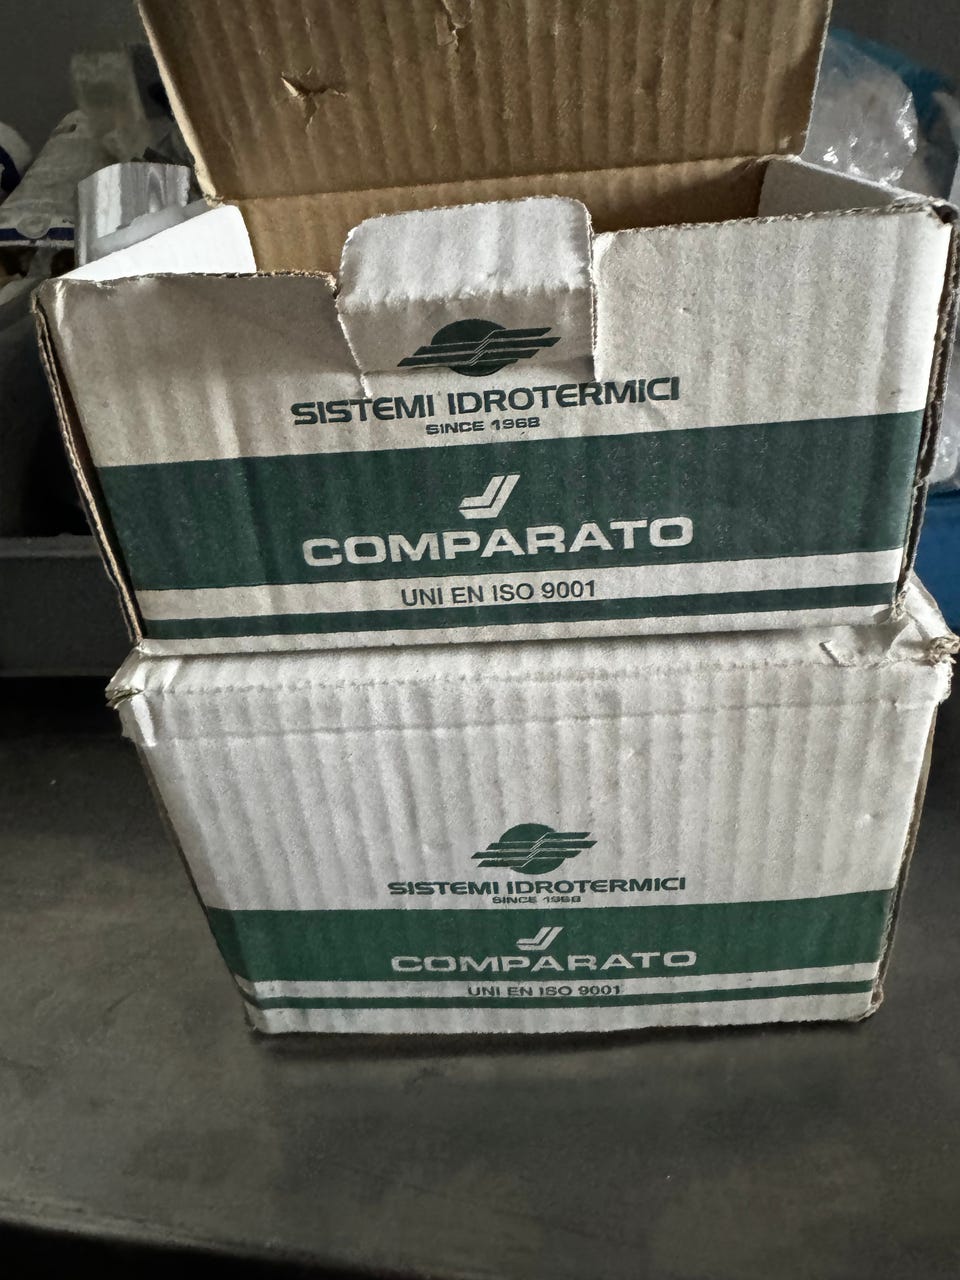 SISTEMI IDROTERMICI
SINCE 1968
COMPARATO
UNI EN ISO 9001
SISTEMI IDROTERMICI
SINCE 1968
COMPARATO
UNI EN ISO 9001